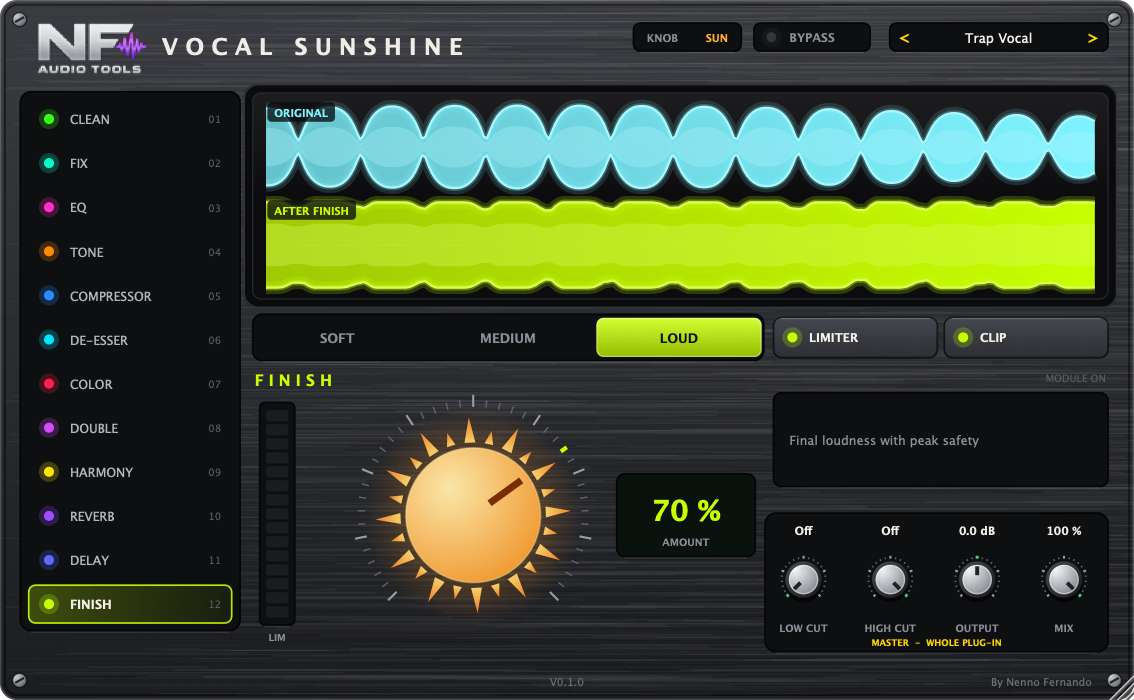 NF
AUDIO TOOLS
VOCAL SUNSHINE
KNOB SUN
BYPASS
< Trap Vocal >
CLEAN 01
FIX 02
EQ 03
TONE 04
COMPRESSOR 05
DE-ESSER 06
COLOR 07
DOUBLE 08
HARMONY 09
REVERB 10
DELAY 11
FINISH 12
ORIGINAL
AFTER FINISH
SOFT MEDIUM LOUD
LIMITER
CLIP
FINISH
MODULE ON
LIM
70 %
AMOUNT
Final loudness with peak safety
Off Off 0.0 dB 100 %
LOW CUT HIGH CUT OUTPUT MIX
MASTER – WHOLE PLUG-IN
V0.1.0
By Nenno Fernando